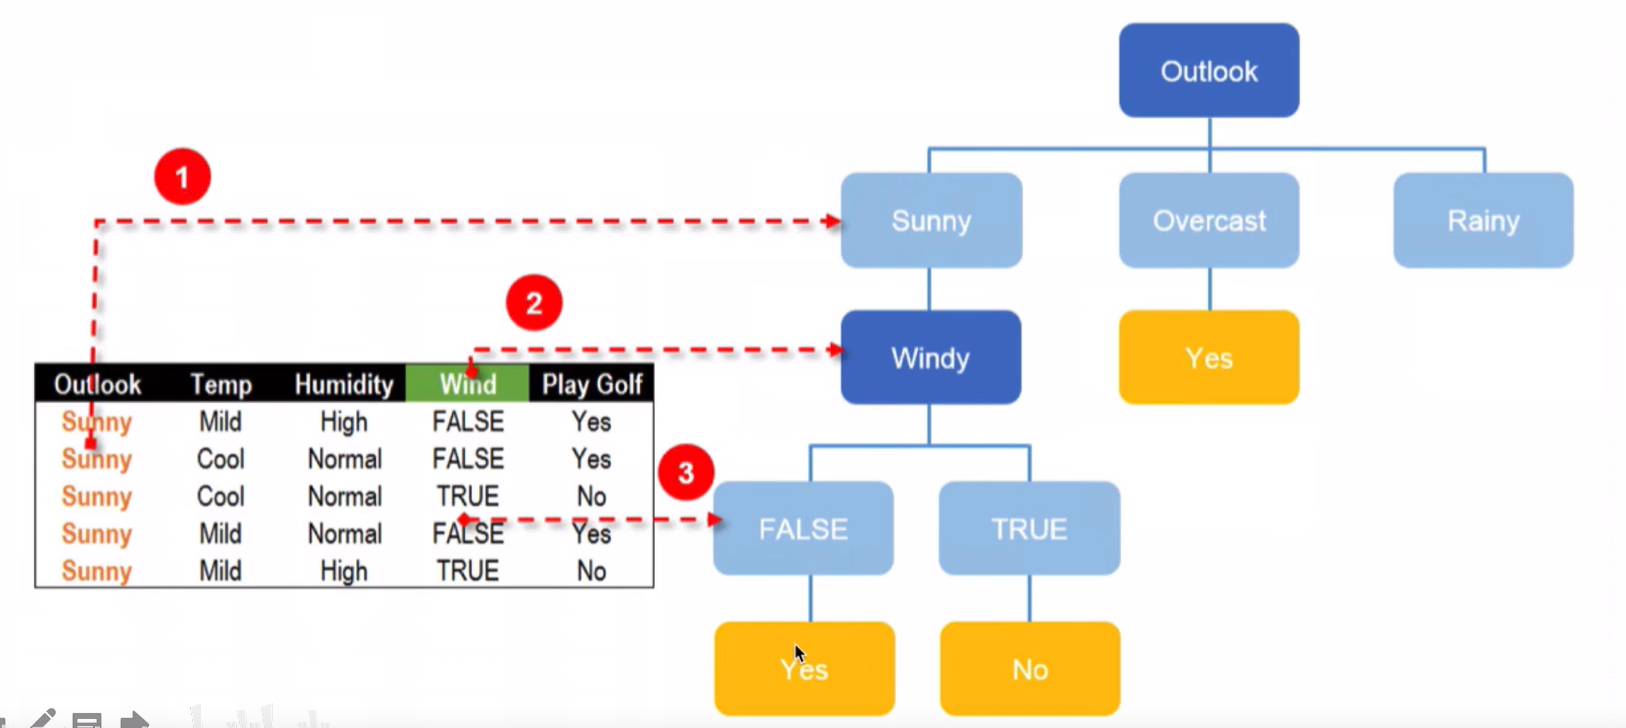 Outlook
1
Sunny Overcast Rainy
2
Windy Yes
Outlook Temp Humidity Wind Play Golf
Sunny Mild High FALSE Yes
Sunny Cool Normal FALSE Yes
3
Sunny Cool Normal TRUE No
Sunny Mild Normal FALSE Yes
Sunny Mild High TRUE No
FALSE TRUE
Yes No